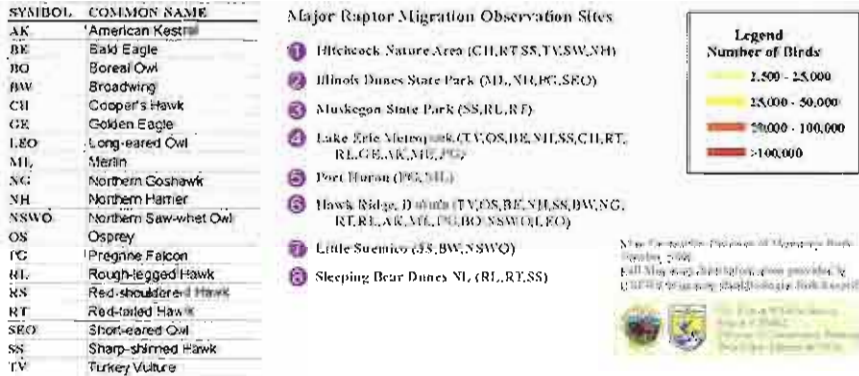 SYMBOL COMMON NAME
AK American Kestrel
BE Bald Eagle
BO Boreal Owl
BW Broadwing
CH Cooper's Hawk
GE Golden Eagle
LEO Long-eared Owl
ML Merlin
NG Northern Goshawk
NH Northern Harrier
NSWO Northern Saw-whet Owl
OS Osprey
PG Pregrine Falcon
RL Rough-legged Hawk
RS Red-shouldered Hawk
RT Red-tailed Hawk
SEO Short-eared Owl
SS Sharp-shinned Hawk
TV Turkey Vulture
Major Raptor Migration Observation Sites
1 Hitchcock Nature Area (CH,RT,SS,TV,SW,NH)
2 Illinois Dunes State Park (ML,NH,PG,SEO)
3 Muskegon State Park (SS,RL,RT)
4 Lake Erie Metropark (TV,OS,BE,NH,SS,CH,RT,
RL,GE,AK,ML,PG)
5 Port Huron (PG,ML)
6 Hawk Ridge, (TV,OS,BE,NH,SS,BW,NG,
RT,RL,AK,ML,PG,BO,NSWO,LEO)
7 Little Suamico (SS,BW,NSWO)
8 Sleeping Bear Dunes NL (RL,RT,SS)
Legend
Number of Birds
2,500 - 25,000
25,000 - 50,000
50,000 - 100,000
>100,000